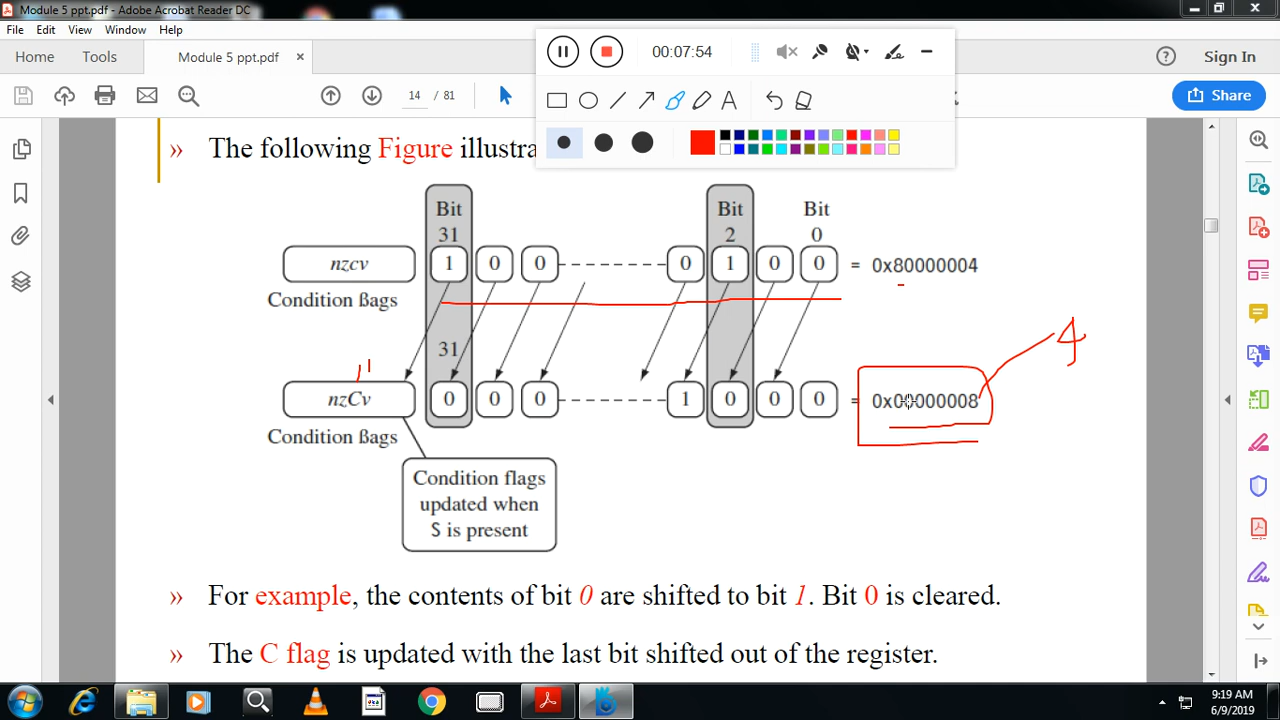 Module 5 ppt.pdf - Adobe Acrobat Reader DC
File Edit View Window Help
Home Tools Module 5 ppt.pdf ×
00:07:54
Sign In
14 / 81
Share
A
» The following Figure illustra
Bit Bit Bit
31 2 0
nzcv 1 0 0 0 1 0 0 = 0x80000004
Condition flags
31
4
nzCv 0 0 0 1 0 0 0 = 0x00000008
Condition flags
Condition flags
updated when
S is present
» For example, the contents of bit 0 are shifted to bit 1. Bit 0 is cleared.
» The C flag is updated with the last bit shifted out of the register.
9:19 AM
6/9/2019